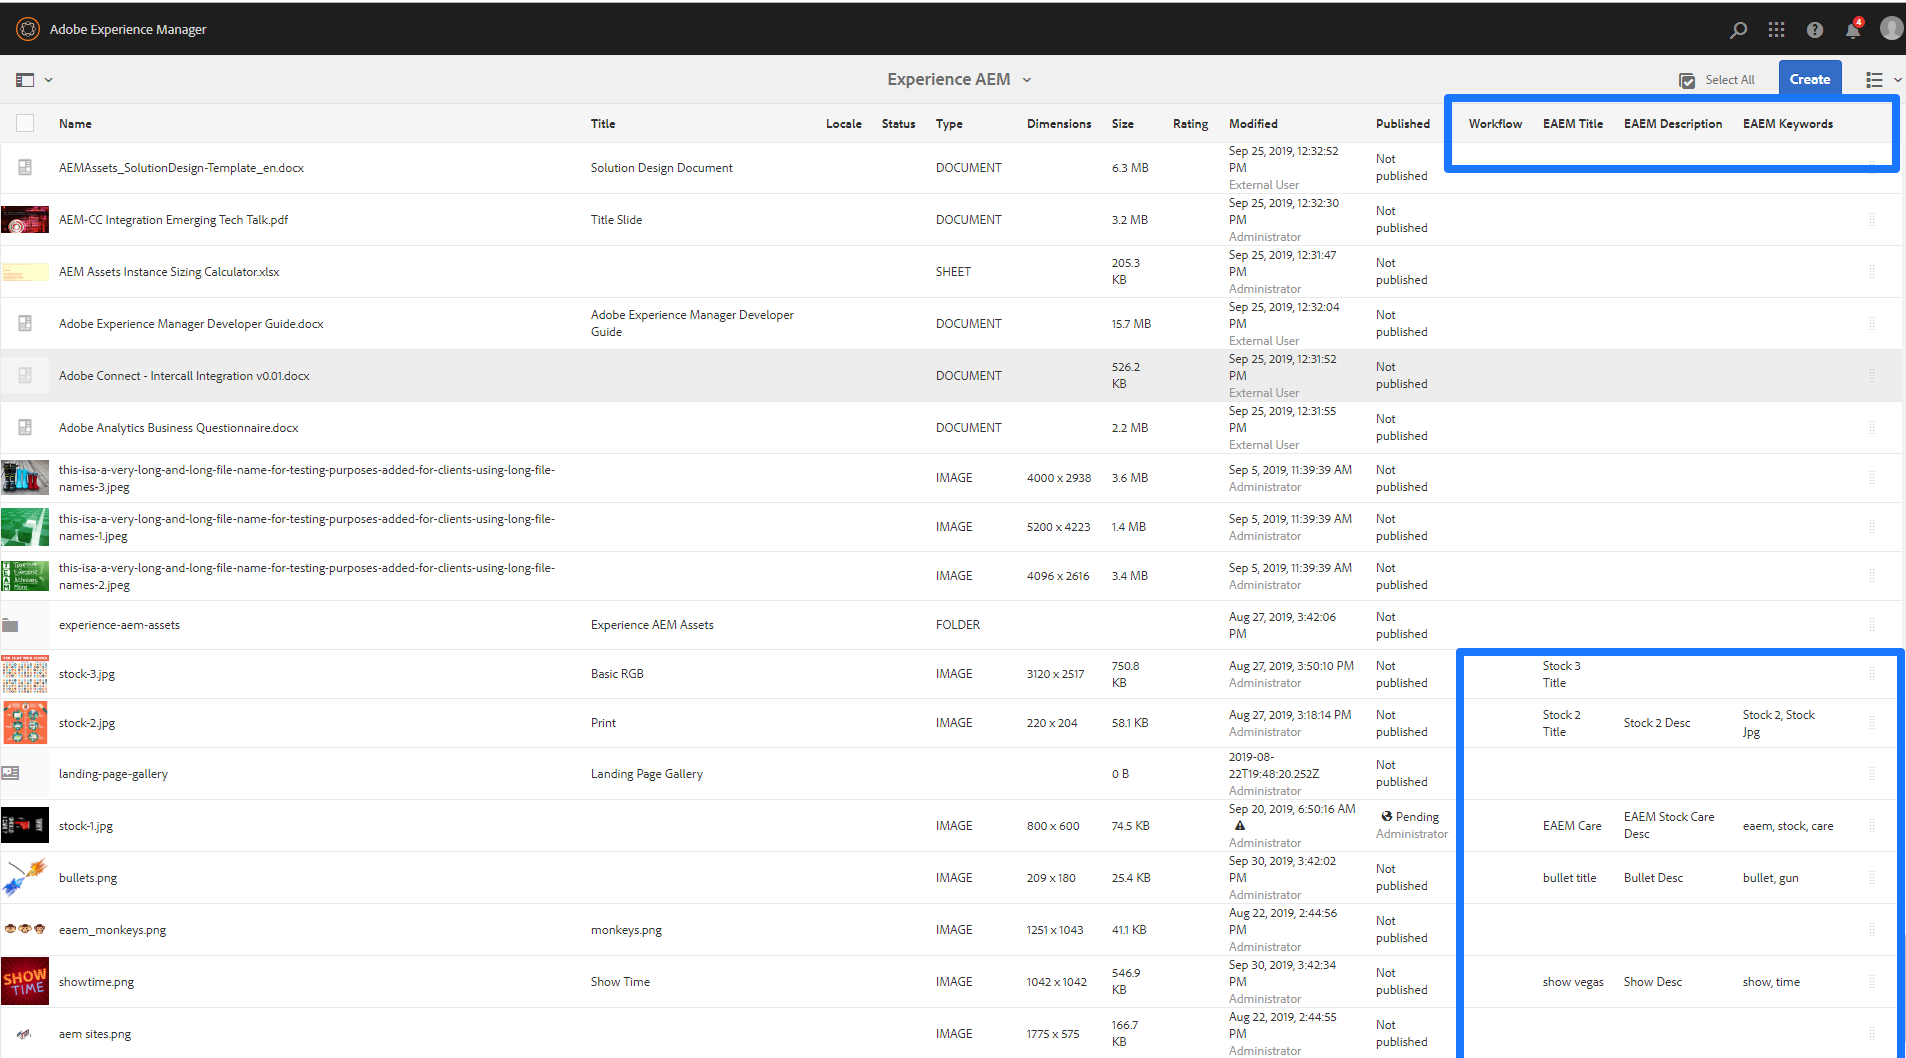 Adobe Experience Manager
4
Experience AEM
Select All
Create
Name Title Locale Status Type Dimensions Size Rating Modified Published Workflow EAEM Title EAEM Description EAEM Keywords
AEMAssets_SolutionDesign-Template_en.docx Solution Design Document DOCUMENT 6.3 MB Sep 25, 2019, 12:32:52
PM
External User
Not
published
AEM-CC Integration Emerging Tech Talk.pdf Title Slide DOCUMENT 3.2 MB Sep 25, 2019, 12:32:30
PM
Administrator
Not
published
AEM Assets Instance Sizing Calculator.xlsx SHEET 205.3
KB
Sep 25, 2019, 12:31:47
PM
Administrator
Not
published
Adobe Experience Manager Developer Guide.docx Adobe Experience Manager Developer
Guide
DOCUMENT 15.7 MB Sep 25, 2019, 12:32:04
PM
External User
Not
published
Adobe Connect - Intercall Integration v0.01.docx DOCUMENT 526.2
KB
Sep 25, 2019, 12:31:52
PM
External User
Not
published
Adobe Analytics Business Questionnaire.docx DOCUMENT 2.2 MB Sep 25, 2019, 12:31:55
PM
External User
Not
published
this-isa-a-very-long-and-long-file-name-for-testing-purposes-added-for-clients-using-long-file-
names-3.jpeg
IMAGE 4000 x 2938 3.6 MB Sep 5, 2019, 11:39:39 AM
Administrator
Not
published
this-isa-a-very-long-and-long-file-name-for-testing-purposes-added-for-clients-using-long-file-
names-1.jpeg
IMAGE 5200 x 4223 1.4 MB Sep 5, 2019, 11:39:39 AM
Administrator
Not
published
this-isa-a-very-long-and-long-file-name-for-testing-purposes-added-for-clients-using-long-file-
names-2.jpeg
IMAGE 4096 x 2616 3.4 MB Sep 5, 2019, 11:39:39 AM
Administrator
Not
published
experience-aem-assets Experience AEM Assets FOLDER Aug 27, 2019, 3:42:06
PM
Not
published
stock-3.jpg Basic RGB IMAGE 3120 x 2517 750.8
KB
Aug 27, 2019, 3:50:10 PM
Administrator
Not
published
Stock 3
Title
stock-2.jpg Print IMAGE 220 x 204 58.1 KB Aug 27, 2019, 3:18:14 PM
Administrator
Not
published
Stock 2
Title
Stock 2 Desc
Stock 2, Stock
Jpg
landing-page-gallery Landing Page Gallery 0 B 2019-08-
22T19:48:20.252Z
Administrator
Not
published
stock-1.jpg IMAGE 800 x 600 74.5 KB Sep 20, 2019, 6:50:16 AM
Administrator
Pending
Administrator
EAEM Care
EAEM Stock Care
Desc
eaem, stock, care
bullets.png IMAGE 209 x 180 25.4 KB Sep 30, 2019, 3:42:02
PM
Administrator
Not
published
bullet title Bullet Desc bullet, gun
eaem_monkeys.png monkeys.png IMAGE 1251 x 1043 41.1 KB Aug 22, 2019, 2:44:56
PM
Administrator
Not
published
SHOW
TIME
showtime.png Show Time IMAGE 1042 x 1042 546.9
KB
Sep 30, 2019, 3:42:34
PM
Administrator
Not
published
show vegas Show Desc show, time
aem sites.png IMAGE 1775 x 575 166.7
KB
Aug 22, 2019, 2:44:55
PM
Administrator
Not
published